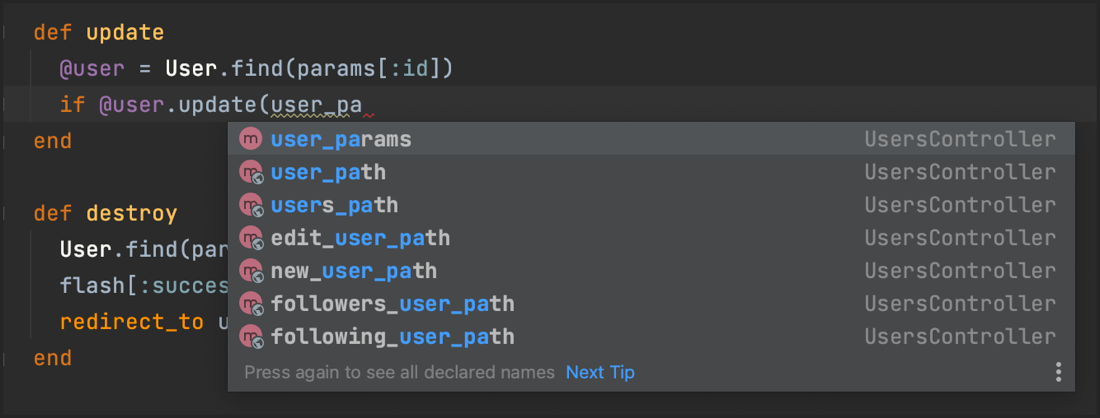 def update
@user = User.find(params[:id])
if @user.update(user_pa
end
user_params UsersController
user_path UsersController
users_path UsersController
edit_user_path UsersController
new_user_path UsersController
followers_user_path UsersController
following_user_path UsersController
Press again to see all declared names Next Tip
def destroy
User.find(par
flash[:succes
redirect_to u
end